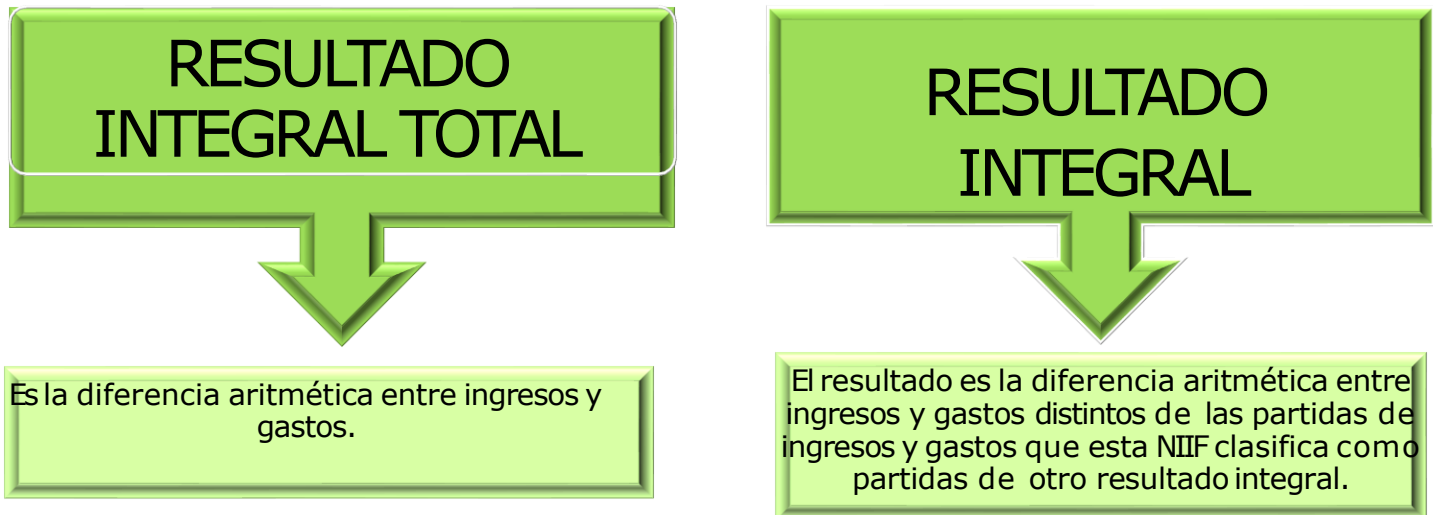 RESULTADO
INTEGRAL TOTAL
Es la diferencia aritmética entre ingresos y
gastos.
RESULTADO
INTEGRAL
El resultado es la diferencia aritmética entre
ingresos y gastos distintos de las partidas de
ingresos y gastos que esta NIIF clasifica como
partidas de otro resultado integral.